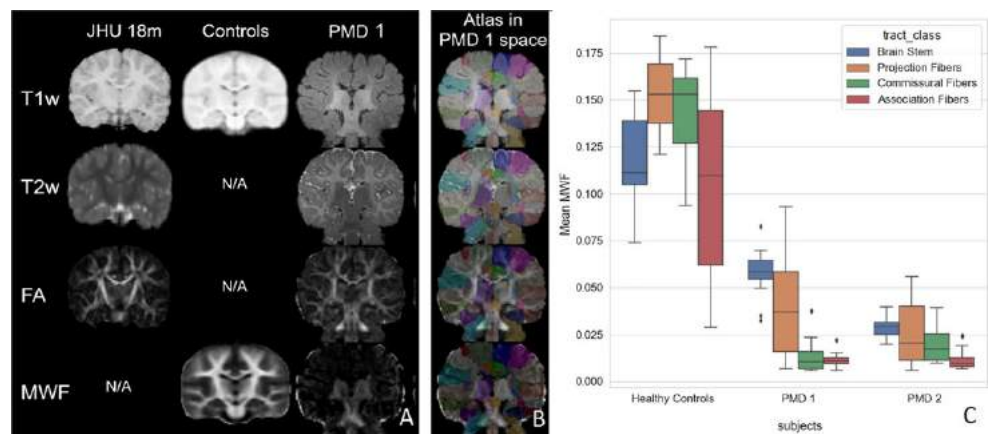 JHU 18m Controls PMD 1
Atlas in
PMD 1 space
T1w
T2w
N/A
FA
N/A
MWF
N/A
A
B
tract_class
Brain Stem
Projection Fibers
Commissural Fibers
Association Fibers
Mean MWF
0.175
0.150
0.125
0.100
0.075
0.050
0.025
0.000
Healthy Controls PMD 1 PMD 2
subjects
C